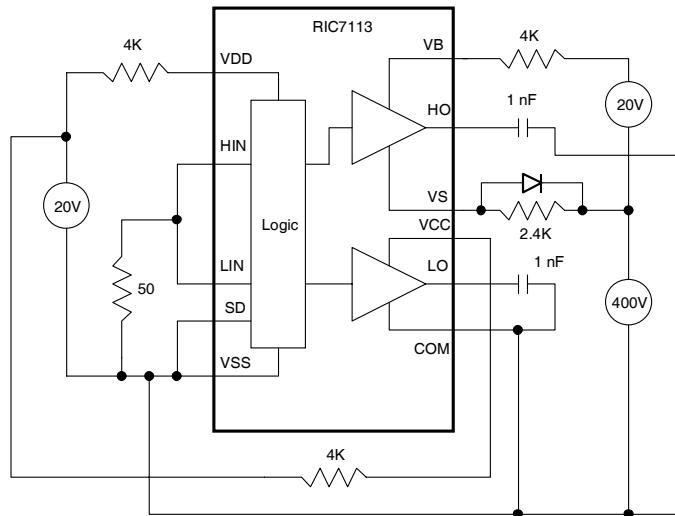 RIC7113
4K
VDD
VB
4K
HO
1 nF
20V
HIN
20V
Logic
VS
VCC
2.4K
LIN
LO
1 nF
50
SD
400V
COM
VSS
4K